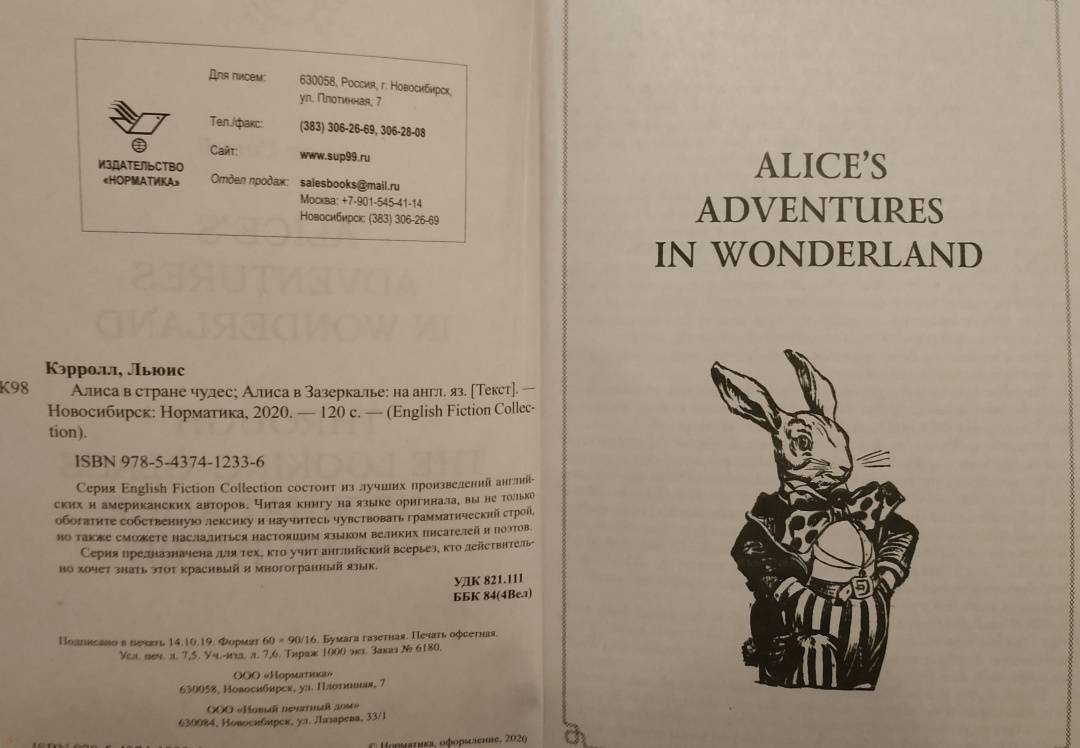 Для писем: 630058, Россия, г. Новосибирск,
ул. Плотинная, 7
Тел./факс: (383) 306-26-69, 306-28-08
Сайт: www.sup99.ru
Отдел продаж: salesbooks@mail.ru
Москва: +7-901-545-41-14
Новосибирск: (383) 306-26-69
ИЗДАТЕЛЬСТВО
«НОРМАТИКА»
Кэрролл, Льюис
К98 Алиса в стране чудес; Алиса в Зазеркалье: на англ. яз. [Текст]. —
Новосибирск: Норматика, 2020. — 120 с. — (English Fiction Collec-
tion).
ISBN 978-5-4374-1233-6
Серия English Fiction Collection состоит из лучших произведений англий-
ских и американских авторов. Читая книгу на языке оригинала, вы не только
обогатите собственную лексику и научитесь чувствовать грамматический строй,
но также сможете насладиться настоящим языком великих писателей и поэтов.
Серия предназначена для тех, кто учит английский всерьез, кто действитель-
но хочет знать этот красивый и многогранный язык.
УДК 821.111
ББК 84(4Вел)
Подписано в печать 14.10.19. Формат 60 × 90/16. Бумага газетная. Печать офсетная.
Усл. печ. л. 7,5. Уч.-изд. л. 7,6. Тираж 1000 экз. Заказ № 6180.
ООО «Норматика»
630058, Новосибирск, ул. Плотинная, 7
ООО «Новый печатный дом»
630084, Новосибирск, ул. Лазарева, 33/1
© Норматика, оформление, 2020
ALICE'S
ADVENTURES
IN WONDERLAND